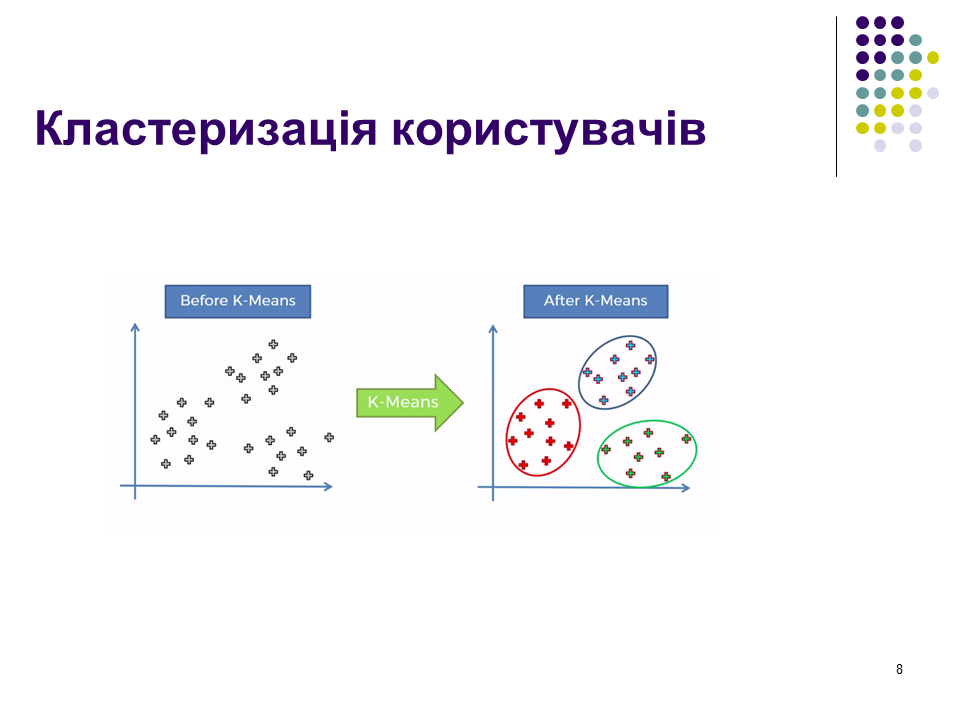 Кластеризація користувачів
Before K-Means
After K-Means
K-Means
8